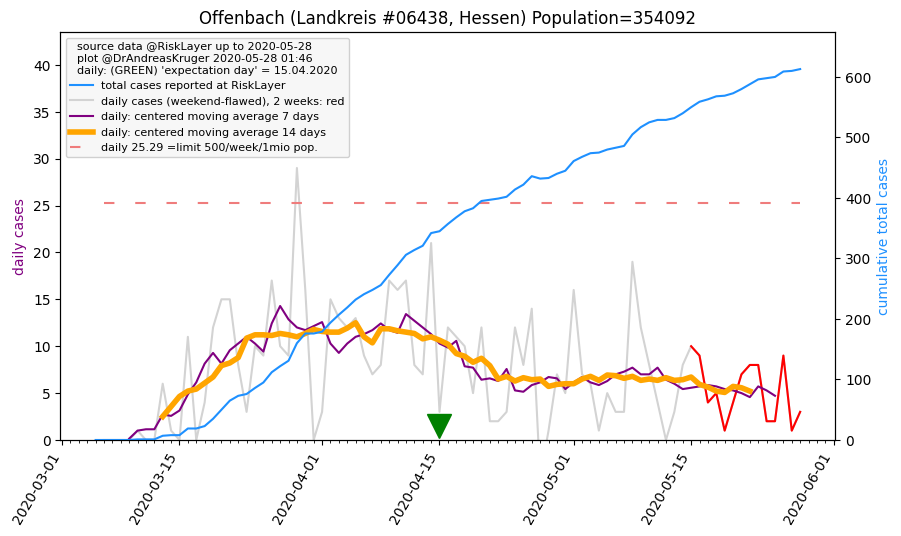 Offenbach (Landkreis #06438, Hessen) Population=354092
source data @RiskLayer up to 2020-05-28
plot @DrAndreasKruger 2020-05-28 01:46
daily: (GREEN) 'expectation day' = 15.04.2020
total cases reported at RiskLayer
daily cases (weekend-flawed), 2 weeks: red
daily: centered moving average 7 days
daily: centered moving average 14 days
daily 25.29 =limit 500/week/1mio pop.
daily cases
40
35
30
25
20
15
10
5
0
600
500
400
300
200
100
0
cumulative total cases
2020-03-01
2020-03-15
2020-04-01
2020-04-15
2020-05-01
2020-05-15
2020-06-01